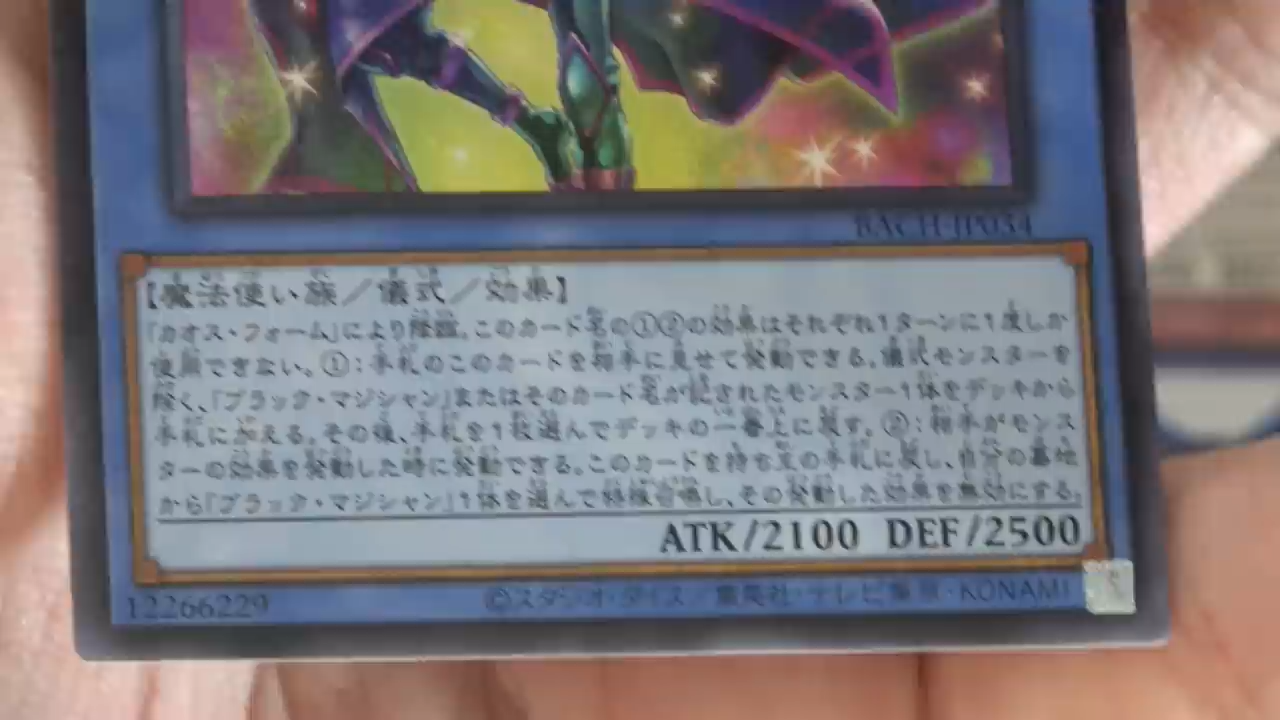 BACH-JP034
【魔法使い族／儀式／効果】
「カオス・フォーム」により降臨。このカード名の①②の効果はそれぞれ1ターンに1度しか
使用できない。①：手札のこのカードを相手に見せて発動できる。儀式モンスターを
除く、「ブラック・マジシャン」またはそのカード名が記されたモンスター1体をデッキから
手札に加える。その後、手札を1枚選んでデッキの一番上に戻す。②：相手がモンス
ターの効果を発動した時に発動できる。このカードを持ち主の手札に戻し、自分の墓地
から「ブラック・マジシャン」1体を選んで特殊召喚し、その発動した効果を無効にする。
ATK/2100 DEF/2500
12266229
©スタジオ・ダイス／集英社・テレビ東京・KONAMI